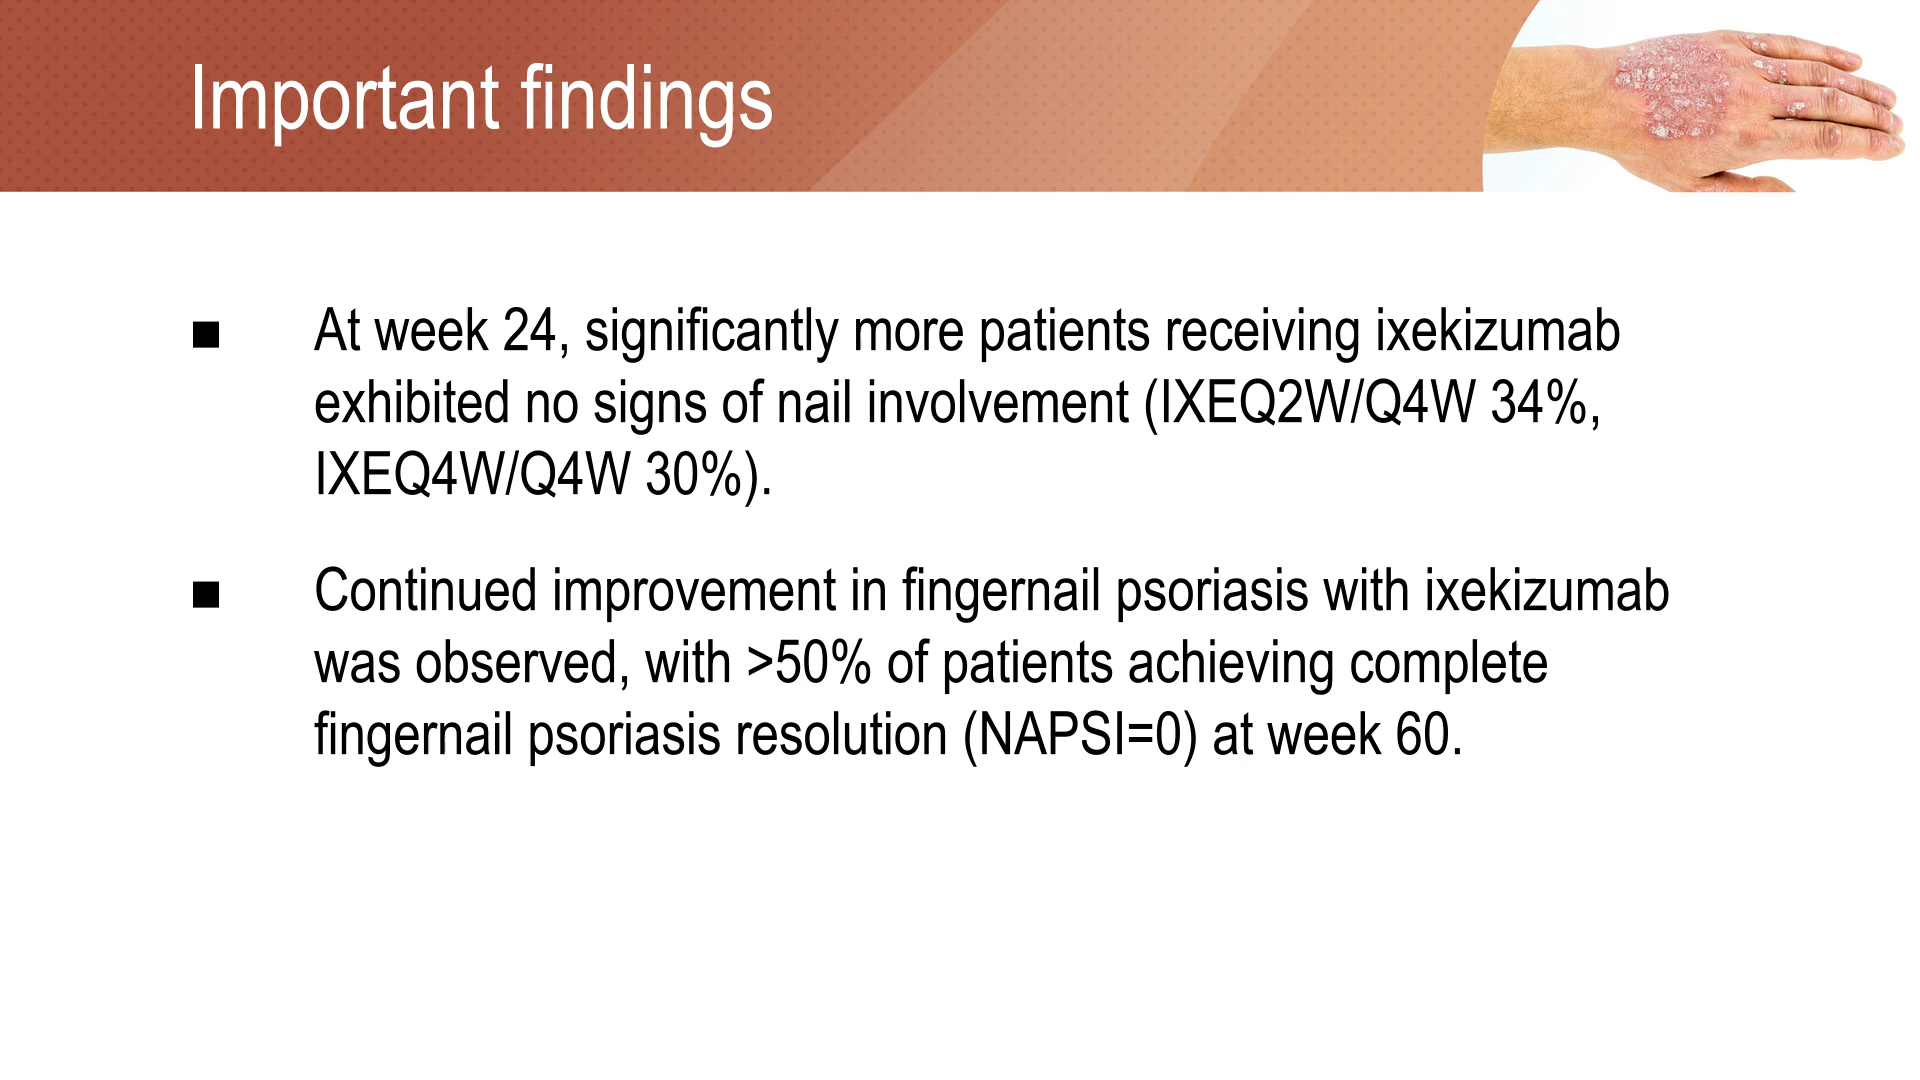 Important findings
■ At week 24, significantly more patients receiving ixekizumab
exhibited no signs of nail involvement (IXEQ2W/Q4W 34%,
IXEQ4W/Q4W 30%).
■ Continued improvement in fingernail psoriasis with ixekizumab
was observed, with >50% of patients achieving complete
fingernail psoriasis resolution (NAPSI=0) at week 60.